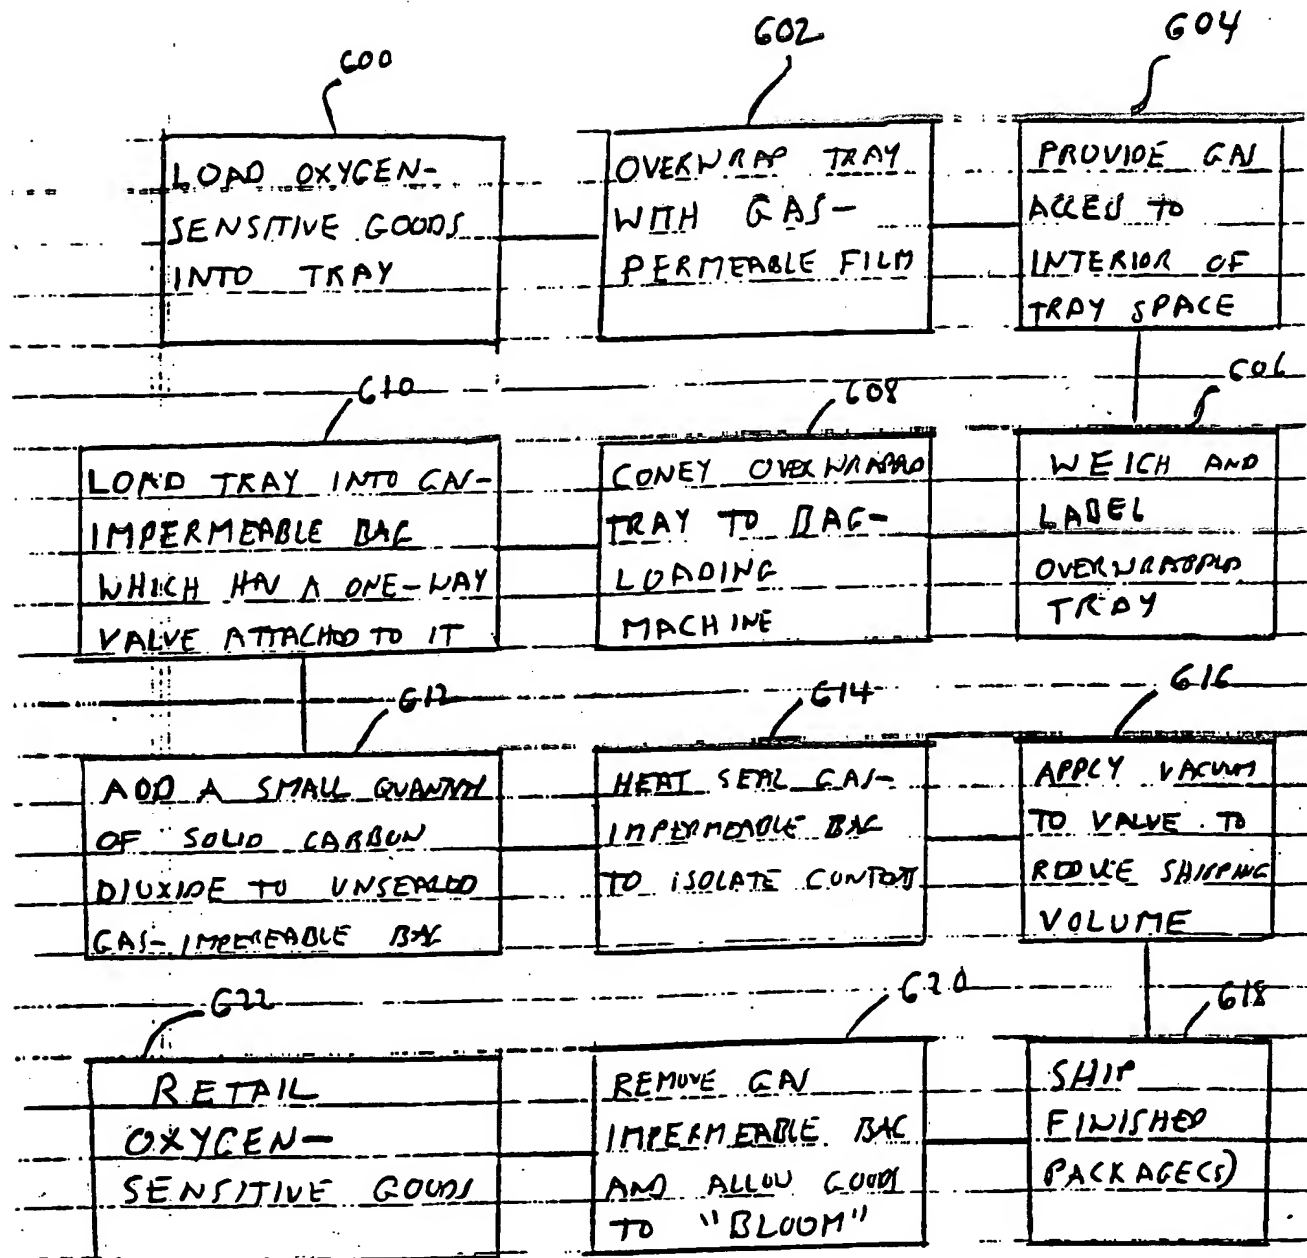 600
602
604
LOAD OXYGEN-
SENSITIVE GOODS
INTO TRAY
OVERWRAP TRAY
WITH GAS-
PERMEABLE FILM
PROVIDE GAS
ACCESS TO
INTERIOR OF
TRAY SPACE
610
608
606
LOAD TRAY INTO GAS-
IMPERMEABLE BAG
WHICH HAS A ONE-WAY
VALVE ATTACHED TO IT
CONEY OVERWRAPPED
TRAY TO BAG-
LOADING
MACHINE
WEIGH AND
LABEL
OVERWRAPPED
TRAY
612
614
616
ADD A SMALL QUANTITY
OF SOLID CARBON
DIOXIDE TO UNSEALED
GAS-IMPEREABLE BAG
HEAT SEAL GAS-
IMPERMEABLE BAG
TO ISOLATE CONTENTS
APPLY VACUUM
TO VALVE TO
REDUCE SHIPPING
VOLUME
622
620
618
RETAIL
OXYGEN-
SENSITIVE GOODS
REMOVE GAS
IMPERMEABLE BAG
AND ALLOW GOODS
TO "BLOOM"
SHIP
FINISHED
PACKAGE(S)